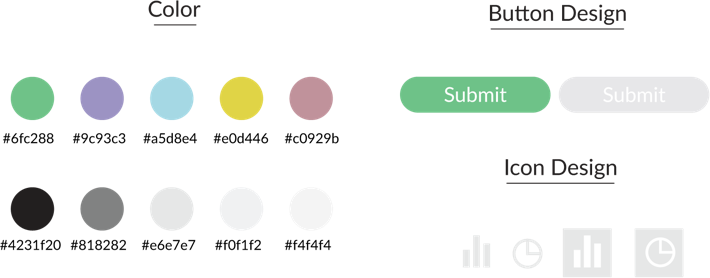 Color
#6fc288 #9c93c3 #a5d8e4 #e0d446 #c0929b
#4231f20 #818282 #e6e7e7 #f0f1f2 #f4f4f4
Button Design
Submit Submit
Icon Design